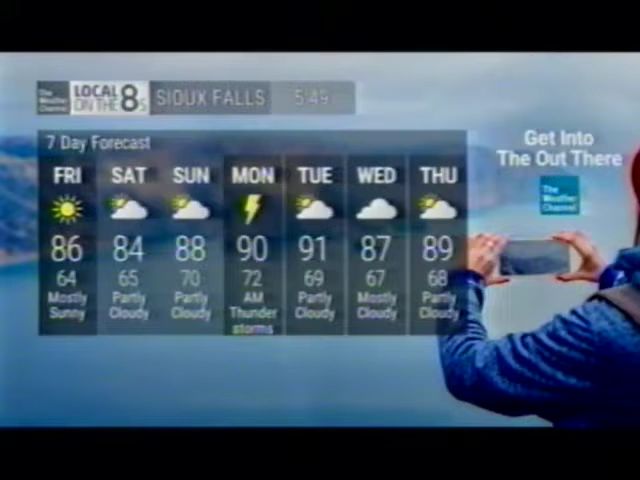 The
Weather
Channel
LOCAL
ON THE 8s
SIOUX FALLS
5:49
7 Day Forecast
FRI SAT SUN MON TUE WED THU
86 84 88 90 91 87 89
64 65 70 72 69 67 68
Mostly Partly Partly AM Partly Mostly Partly
Sunny Cloudy Cloudy Thunder Cloudy Cloudy Cloudy
storms
Get Into
The Out There
The
Weather
Channel